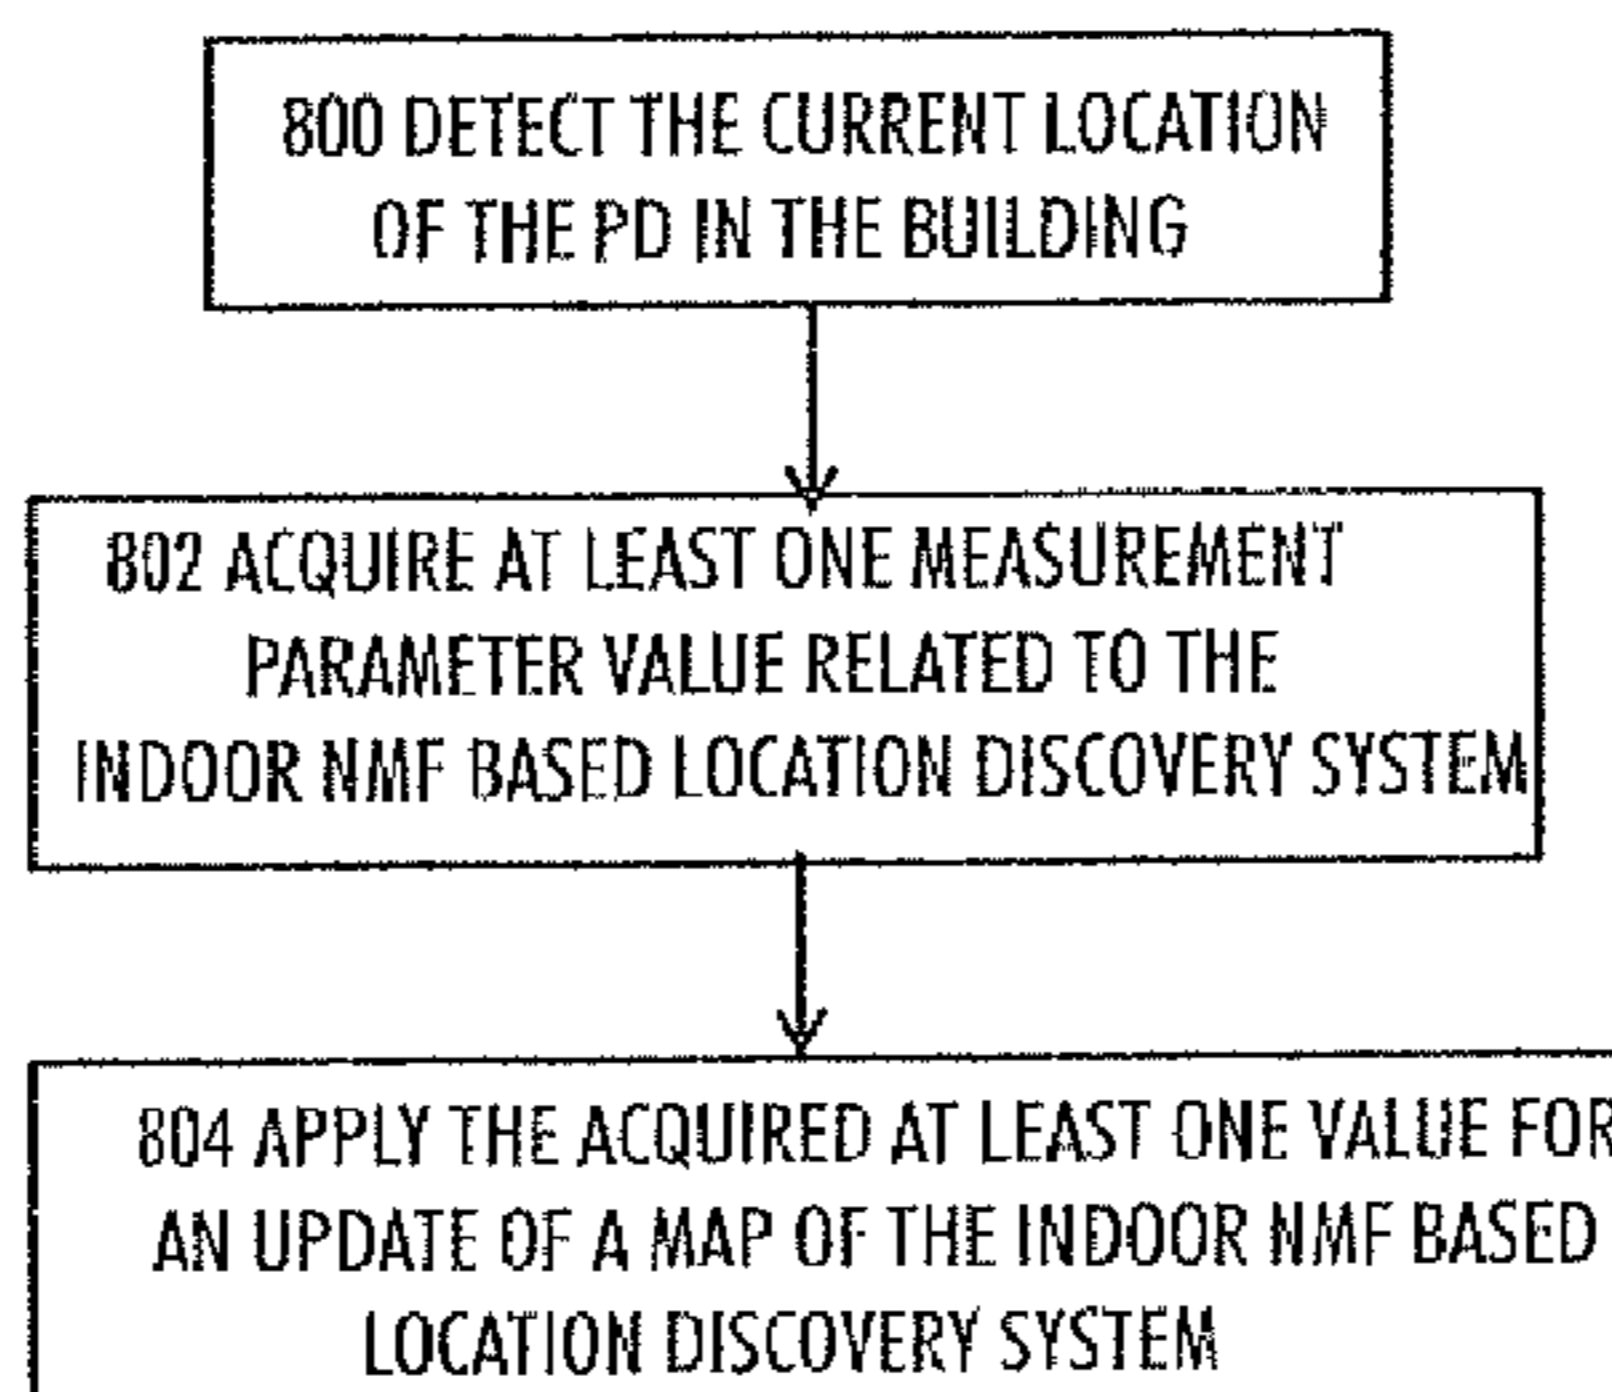 800 DETECT THE CURRENT LOCATION
OF THE PD IN THE BUILDING
802 ACQUIRE AT LEAST ONE MEASUREMENT
PARAMETER VALUE RELATED TO THE
INDOOR NMF BASED LOCATION DISCOVERY SYSTEM
804 APPLY THE ACQUIRED AT LEAST ONE VALUE FOR
AN UPDATE OF A MAP OF THE INDOOR NMF BASED
LOCATION DISCOVERY SYSTEM